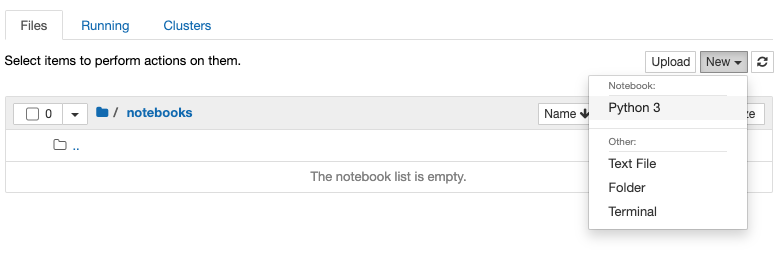 Files Running Clusters
Select items to perform actions on them.
Upload New
Notebook:
Python 3
Other:
Text File
Folder
Terminal
0 / notebooks Name
..
The notebook list is empty.